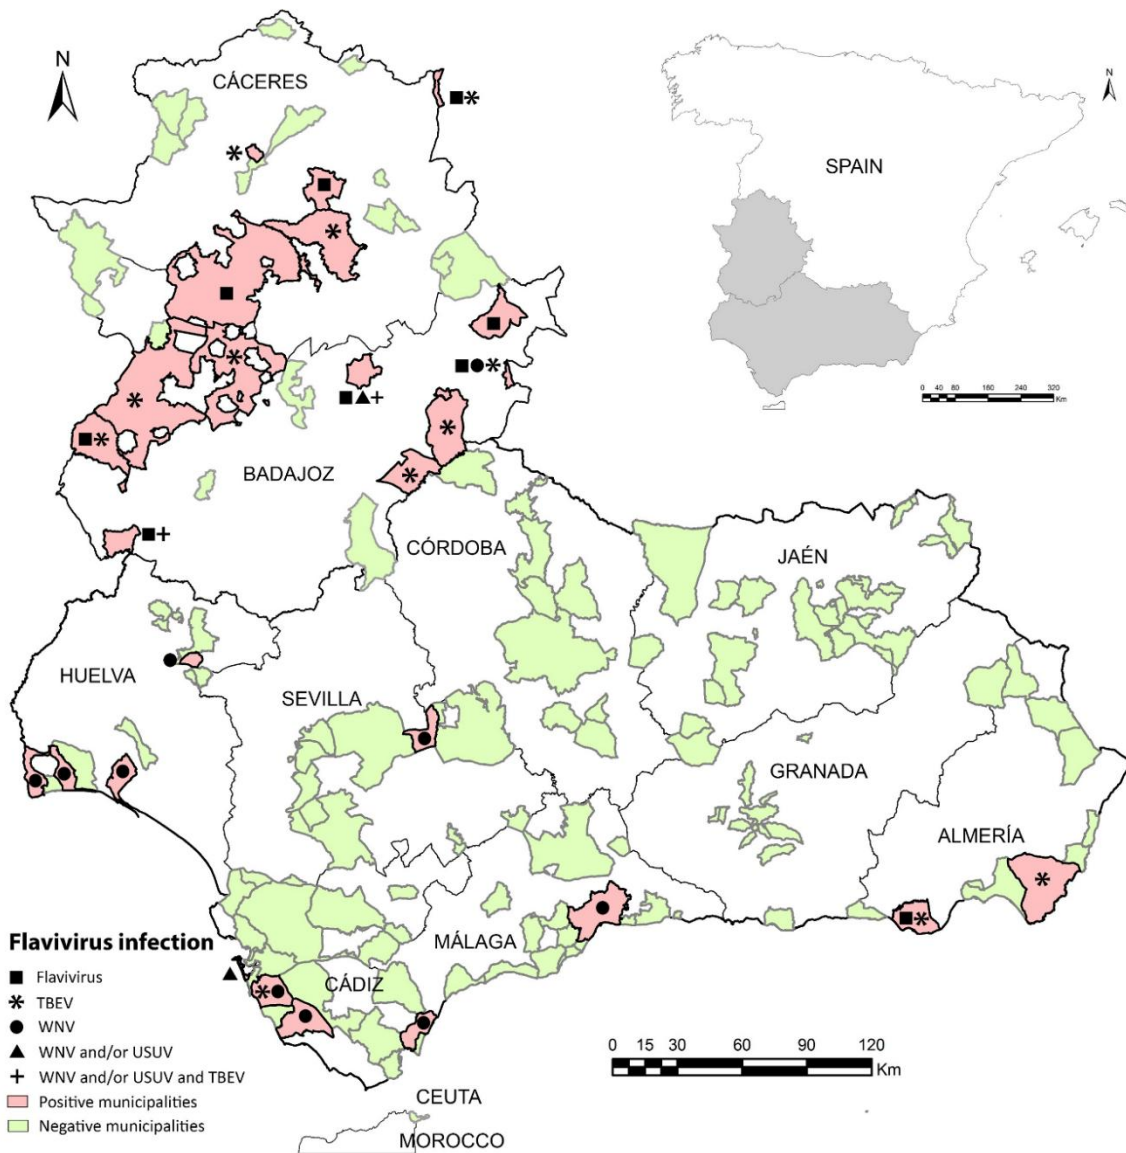 N
CÁCERES
N
SPAIN
0 40 80 160 240 320
Km
BADAJOZ
CÓRDOBA
JAÉN
HUELVA
SEVILLA
GRANADA
ALMERÍA
MÁLAGA
CÁDIZ
Flavivirus infection
Flavivirus
TBEV
WNV
WNV and/or USUV
WNV and/or USUV and TBEV
Positive municipalities
Negative municipalities
0 15 30 60 90 120
Km
CEUTA
MOROCCO